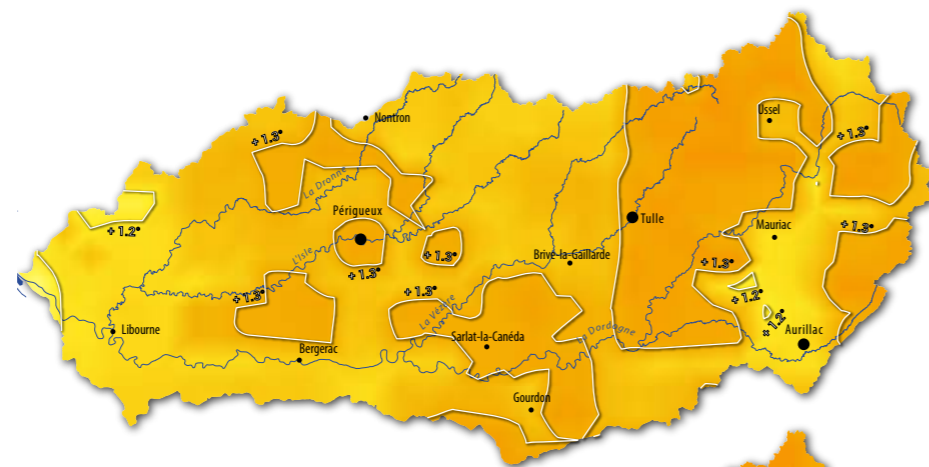 Ussel
Nontron
+ 1.3°
+ 1.3°
La Dronne
Périgueux
Tulle
Mauriac
+ 1.3°
+ 1.2°
L'Isle
+ 1.3°
Brive-la-Gaillarde
+ 1.3°
+ 1.3°
+ 1.3°
+ 1.3°
+ 1.2°
La Vézère
+ 1.2°
Libourne
La Dordogne
Aurillac
Sarlat-la-Canéda
Bergerac
Gourdon